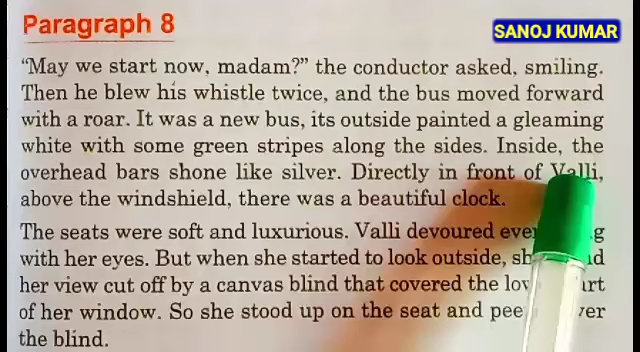 Paragraph 8
SANOJ KUMAR
“May we start now, madam?” the conductor asked, smiling.
Then he blew his whistle twice, and the bus moved forward
with a roar. It was a new bus, its outside painted a gleaming
white with some green stripes along the sides. Inside, the
overhead bars shone like silver. Directly in front of Valli,
above the windshield, there was a beautiful clock.
The seats were soft and luxurious. Valli devoured
with her eyes. But when she started to look outside,
her view cut off by a canvas blind that covered the
of her window. So she stood up on the seat and
the blind.